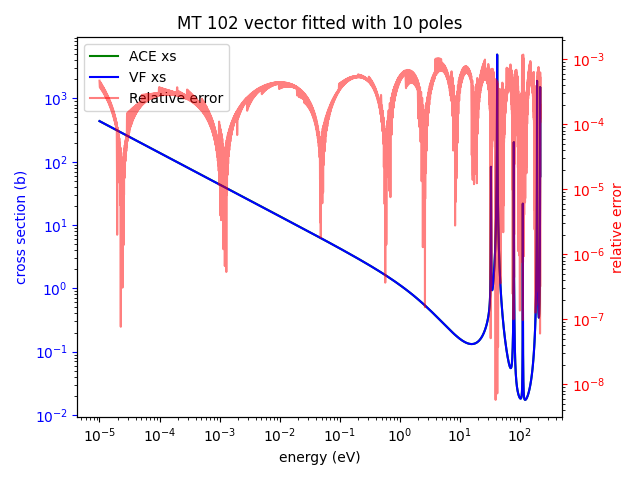 MT 102 vector fitted with 10 poles
ACE xs
VF xs
Relative error
cross section (b)
10³
10²
10¹
10⁰
10⁻¹
10⁻²
10⁻³
10⁻⁴
10⁻⁵
10⁻⁶
10⁻⁷
10⁻⁸
relative error
10⁻⁵ 10⁻⁴ 10⁻³ 10⁻² 10⁻¹ 10⁰ 10¹ 10²
energy (eV)